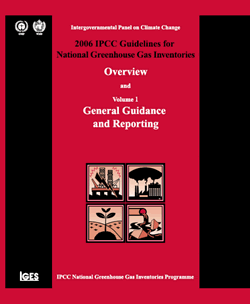 Intergovernmental Panel on Climate Change
2006 IPCC Guidelines for
National Greenhouse Gas Inventories
Overview
and
Volume 1
General Guidance
and Reporting
IGES
IPCC National Greenhouse Gas Inventories Programme